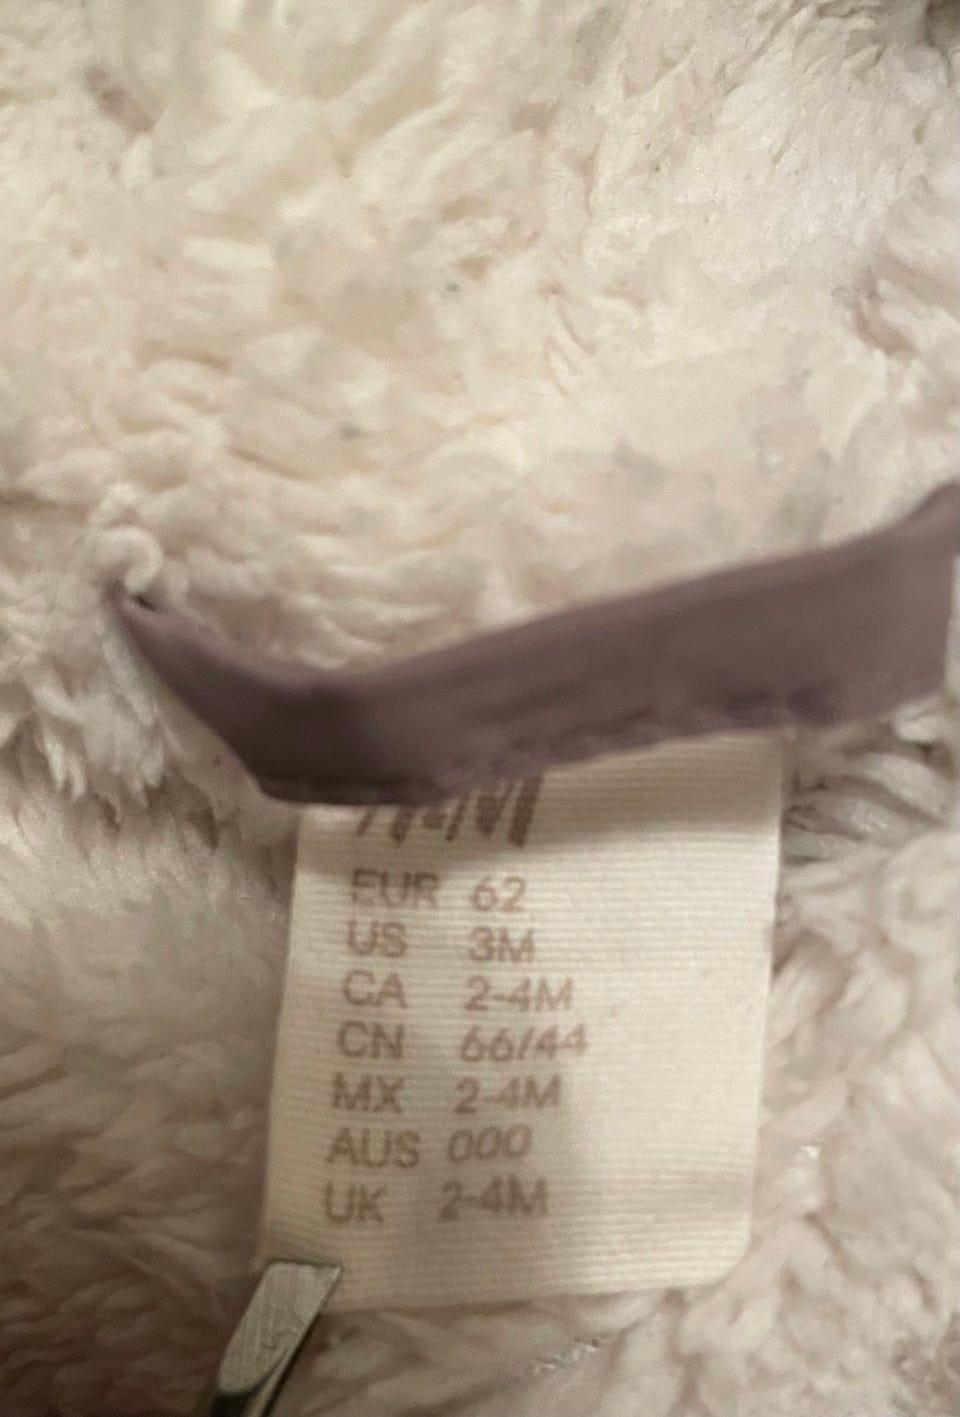 H&M
EUR 62
US 3M
CA 2-4M
CN 66/44
MX 2-4M
AUS 000
UK 2-4M